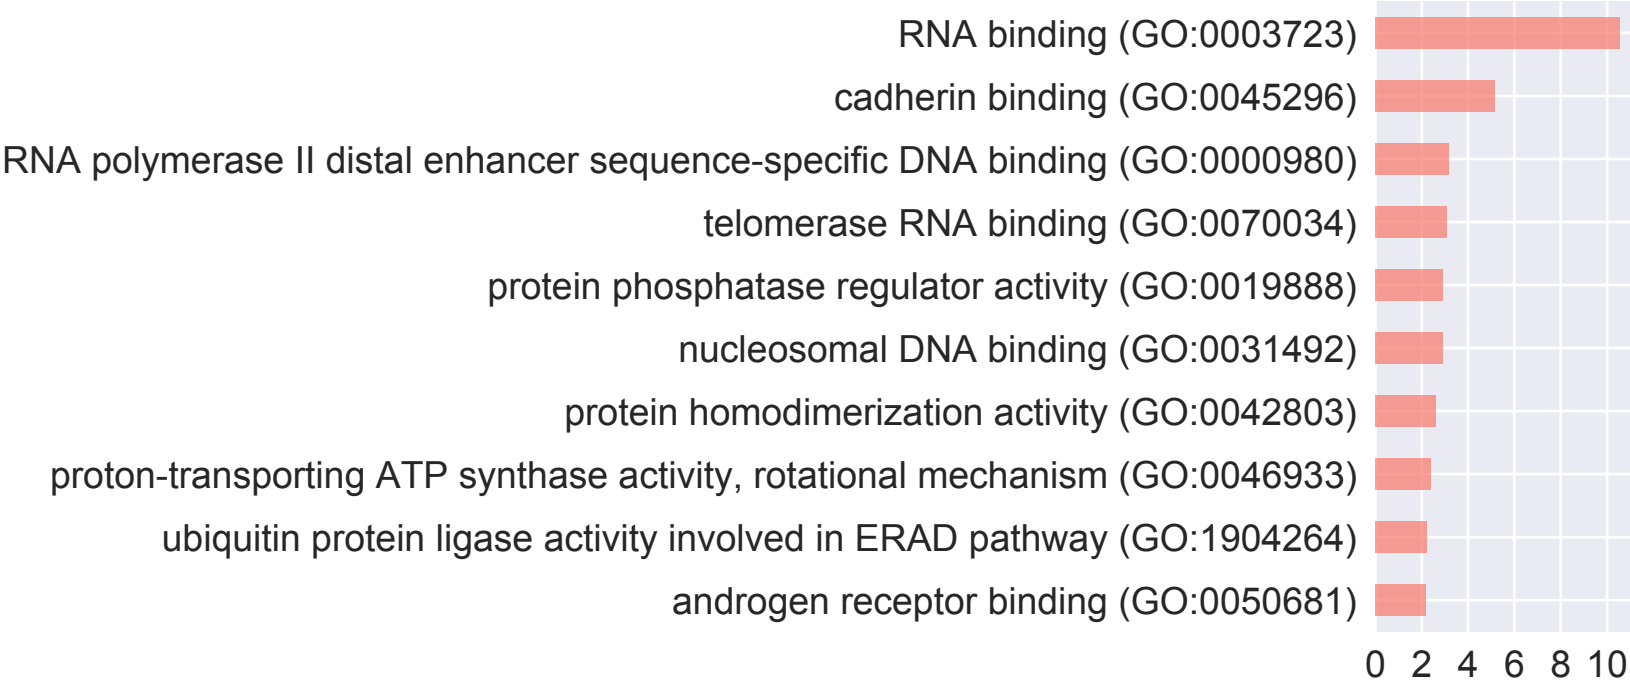 RNA binding (GO:0003723)
cadherin binding (GO:0045296)
RNA polymerase II distal enhancer sequence-specific DNA binding (GO:0000980)
telomerase RNA binding (GO:0070034)
protein phosphatase regulator activity (GO:0019888)
nucleosomal DNA binding (GO:0031492)
protein homodimerization activity (GO:0042803)
proton-transporting ATP synthase activity, rotational mechanism (GO:0046933)
ubiquitin protein ligase activity involved in ERAD pathway (GO:1904264)
androgen receptor binding (GO:0050681)
0 2 4 6 8 10